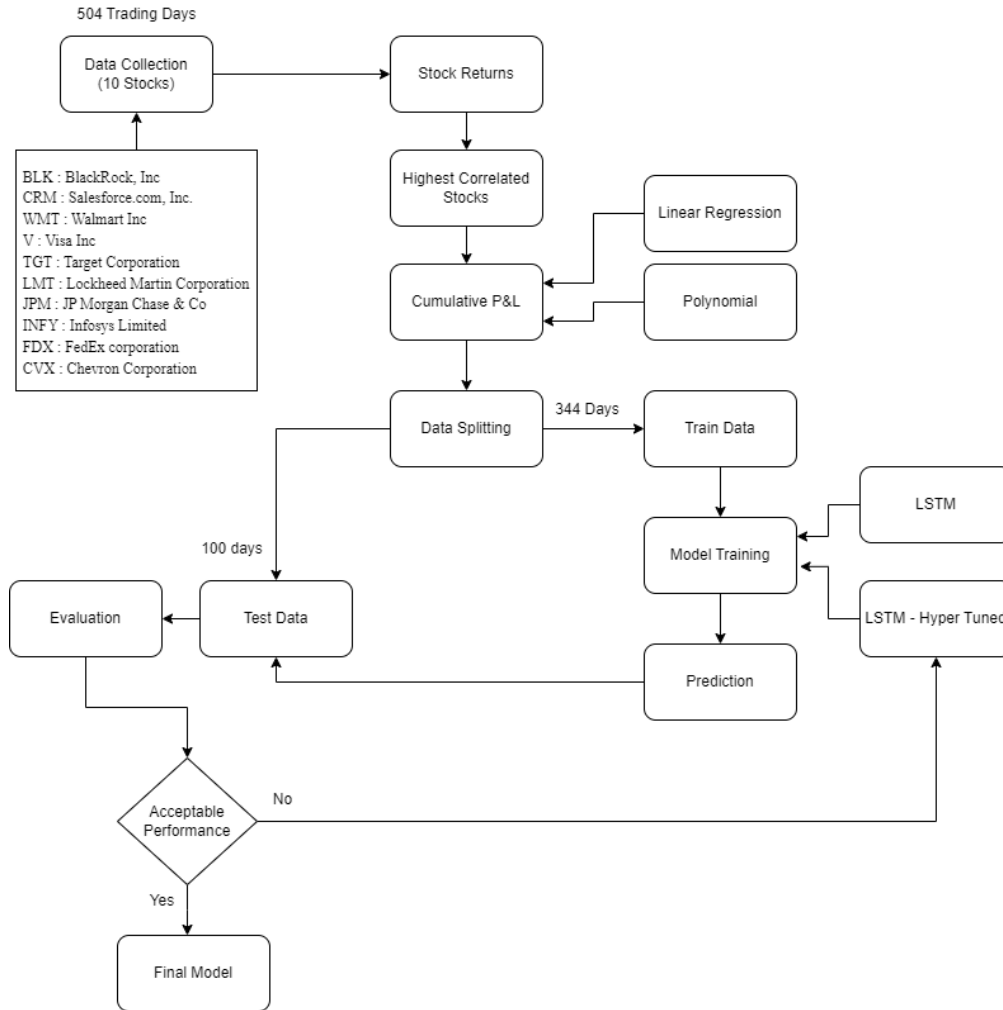 504 Trading Days
Data Collection
(10 Stocks)
Stock Returns
BLK : BlackRock, Inc
CRM : Salesforce.com, Inc.
WMT : Walmart Inc
V : Visa Inc
TGT : Target Corporation
LMT : Lockheed Martin Corporation
JPM : JP Morgan Chase & Co
INFY : Infosys Limited
FDX : FedEx corporation
CVX : Chevron Corporation
Highest Correlated
Stocks
Linear Regression
Cumulative P&L
Polynomial
Data Splitting
344 Days
Train Data
LSTM
Model Training
100 days
Evaluation
Test Data
LSTM - Hyper Tuned
Prediction
Acceptable
Performance
No
Yes
Final Model